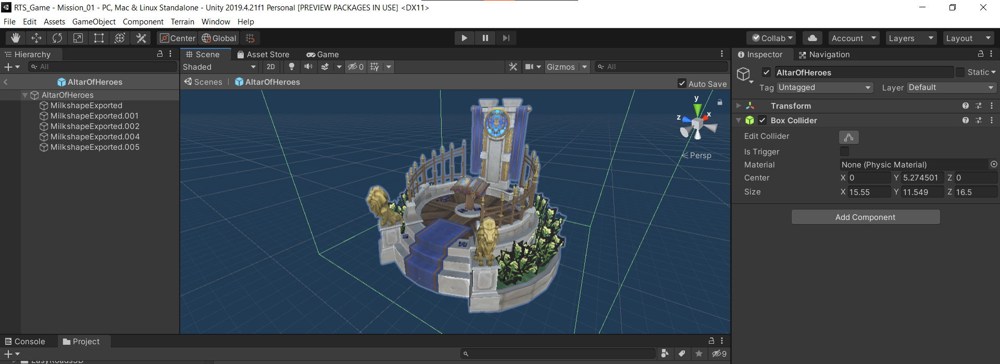 RTS_Game - Mission_01 - PC, Mac & Linux Standalone - Unity 2019.4.21f1 Personal [PREVIEW PACKAGES IN USE] <DX11>
File Edit Assets GameObject Component Terrain Window Help
Center Global Collab Account Layers Layout
Hierarchy
All
AltarOfHeroes
AltarOfHeroes
MilkshapeExported
MilkshapeExported.001
MilkshapeExported.002
MilkshapeExported.004
MilkshapeExported.005
Scene Asset Store Game
Shaded 2D 0 Gizmos All
Scenes AltarOfHeroes Auto Save
y
x
z
Persp
Inspector Navigation
AltarOfHeroes Static
Tag Untagged Layer Default
Transform
Box Collider
Edit Collider
Is Trigger
Material None (Physic Material)
Center X 0 Y 5.274501 Z 0
Size X 15.55 Y 11.549 Z 16.5
Add Component
Console Project
9
EasyRoads3D